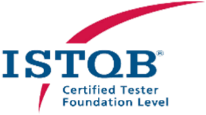 ISTQB®
Certified Tester
Foundation Level